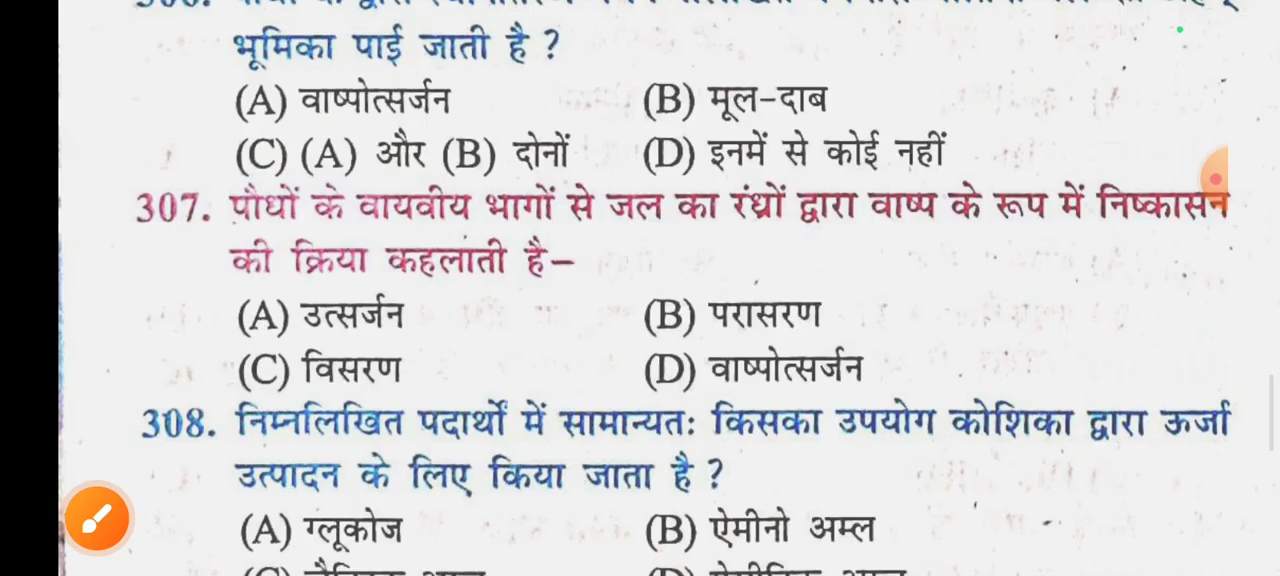 भूमिका पाई जाती है ?
(A) वाष्पोत्सर्जन (B) मूल-दाब
(C) (A) और (B) दोनों (D) इनमें से कोई नहीं
307. पौधों के वायवीय भागों से जल का रंध्रों द्वारा वाष्प के रूप में निष्कासन
की क्रिया कहलाती है–
(A) उत्सर्जन (B) परासरण
(C) विसरण (D) वाष्पोत्सर्जन
308. निम्नलिखित पदार्थों में सामान्यतः किसका उपयोग कोशिका द्वारा ऊर्जा
उत्पादन के लिए किया जाता है ?
(A) ग्लूकोज (B) ऐमीनो अम्ल